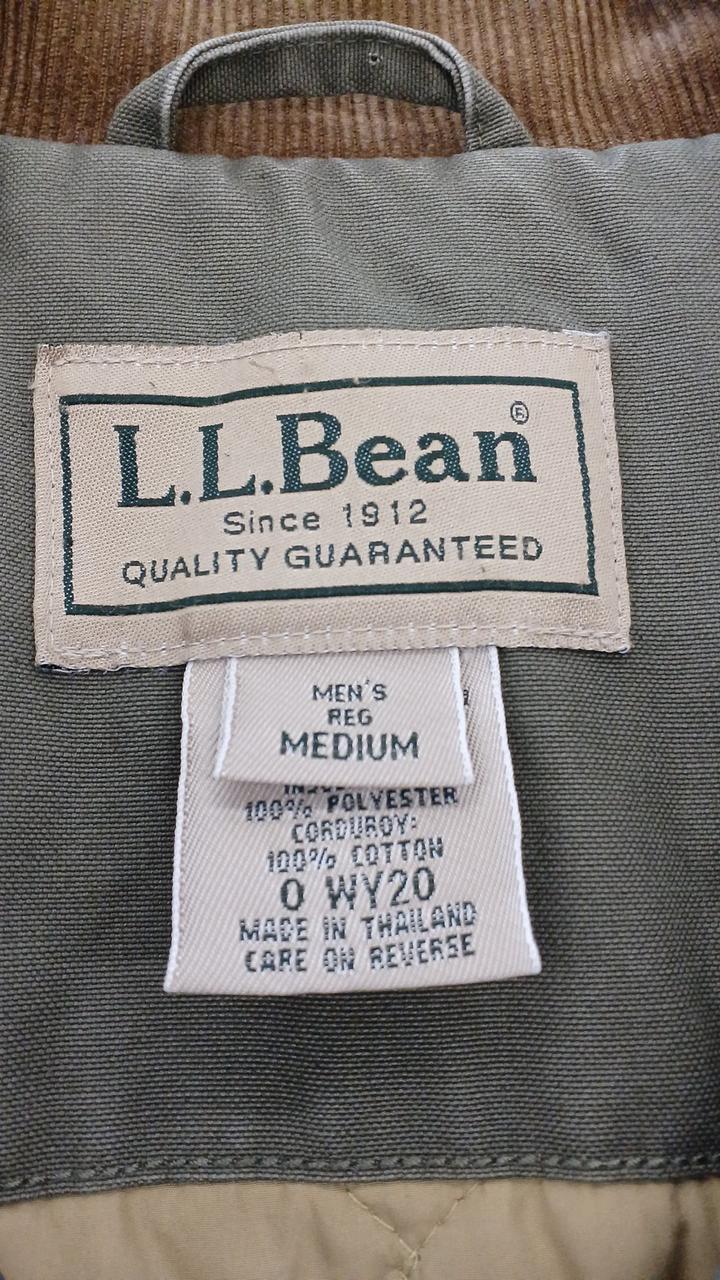 L.L.Bean®
Since 1912
QUALITY GUARANTEED
MEN'S
REG
MEDIUM
100% POLYESTER
CORDUROY:
100% COTTON
0 WY20
MADE IN THAILAND
CARE ON REVERSE